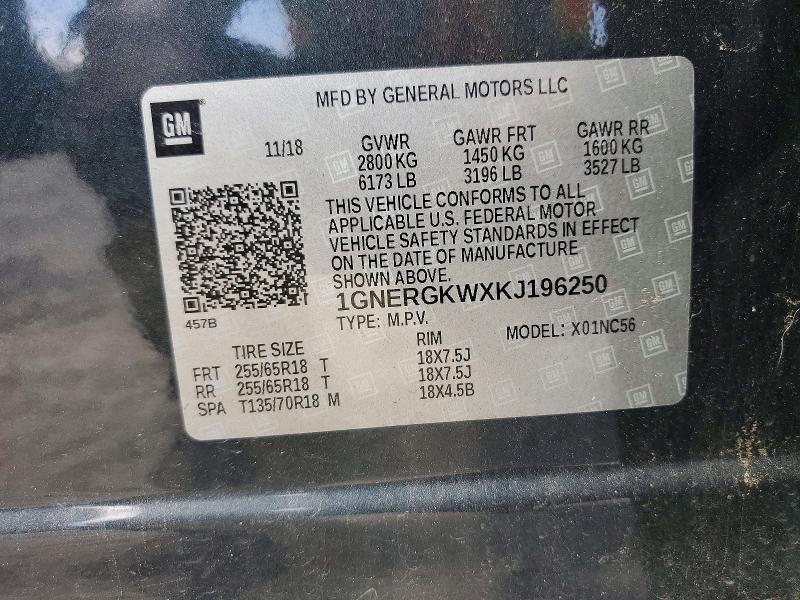 MFD BY GENERAL MOTORS LLC
GM
11/18 GVWR GAWR FRT GAWR RR
2800 KG 1450 KG 1600 KG
6173 LB 3196 LB 3527 LB
THIS VEHICLE CONFORMS TO ALL
APPLICABLE U.S. FEDERAL MOTOR
VEHICLE SAFETY STANDARDS IN EFFECT
ON THE DATE OF MANUFACTURE
SHOWN ABOVE.
1GNERGKWXKJ196250
457B
TYPE: M.P.V. MODEL: X01NC56
TIRE SIZE RIM
FRT 255/65R18 T 18X7.5J
RR 255/65R18 T 18X7.5J
SPA T135/70R18 M 18X4.5B